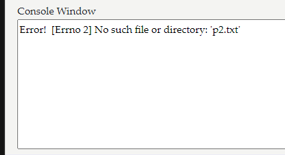 Console Window
Error!  [Errno 2] No such file or directory: 'p2.txt'